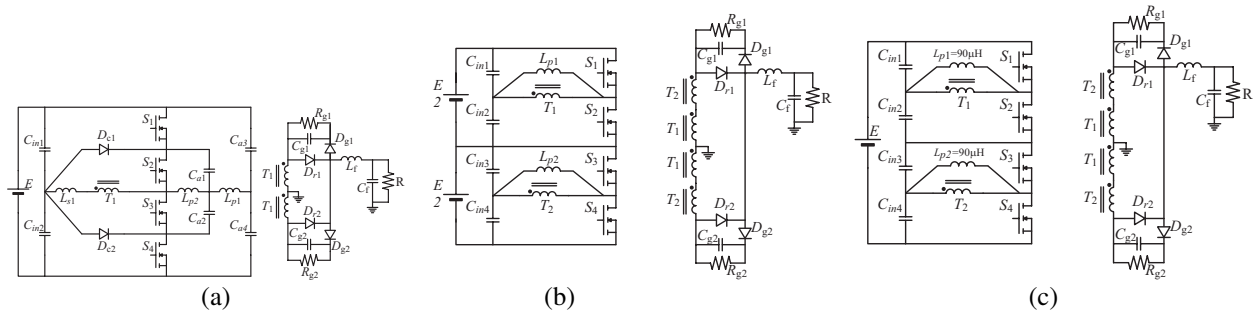 S1
Cin1
Dc1
Ca3
S2
Ca1
E
Ls1
T1
Lp2
Lp1
S3
Ca2
Cin2
Dc2
S4
Ca4
Rg1
Cg1
Dg1
Dr1
Lf
T1
Cf
R
T1
Dr2
Cg2
Dg2
Rg2
(a)
Cin1
Lp1
S1
E
2
T1
Cin2
S2
Cin3
Lp2
S3
E
2
T2
Cin4
S4
Rg1
Cg1
Dg1
Dr1
Lf
T2
Cf
R
T1
T1
T2
Dr2
Cg2
Dg2
Rg2
(b)
Cin1
Lp1=90μH
S1
T1
Cin2
S2
E
Cin3
Lp2=90μH
S3
T2
Cin4
S4
Rg1
Cg1
Dg1
Dr1
Lf
T2
Cf
R
T1
T1
T2
Dr2
Cg2
Dg2
Rg2
(c)